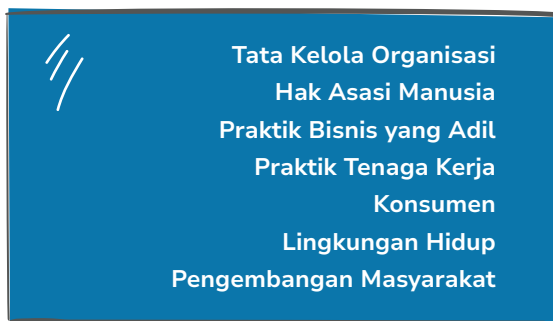 Tata Kelola Organisasi
Hak Asasi Manusia
Praktik Bisnis yang Adil
Praktik Tenaga Kerja
Konsumen
Lingkungan Hidup
Pengembangan Masyarakat